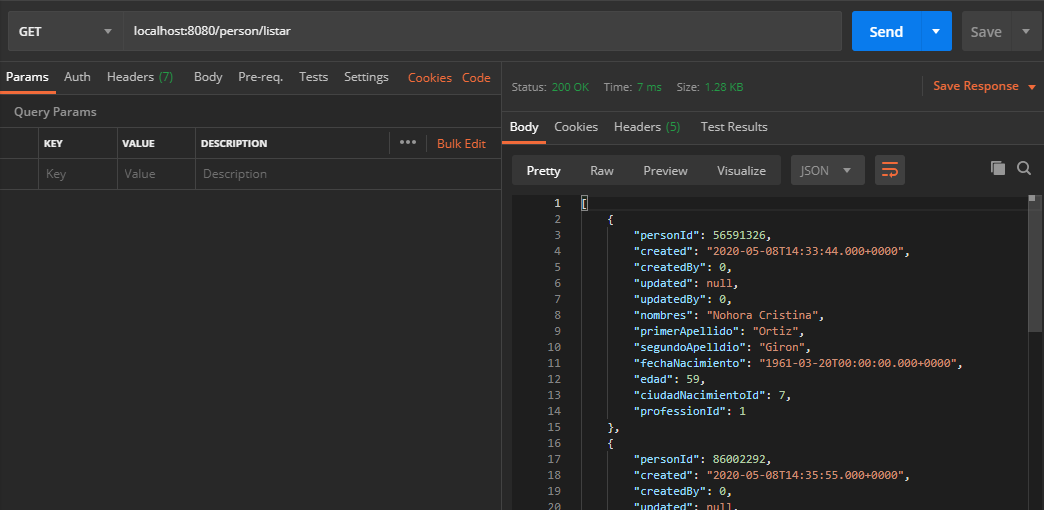 GET localhost:8080/person/listar Send Save
Params Auth Headers (7) Body Pre-req. Tests Settings Cookies Code
Query Params
KEY VALUE DESCRIPTION ••• Bulk Edit
Key Value Description
Status: 200 OK Time: 7 ms Size: 1.28 KB Save Response
Body Cookies Headers (5) Test Results
Pretty Raw Preview Visualize JSON
1 [
2 {
3 "personId": 56591326,
4 "created": "2020-05-08T14:33:44.000+0000",
5 "createdBy": 0,
6 "updated": null,
7 "updatedBy": 0,
8 "nombres": "Nohora Cristina",
9 "primerApellido": "Ortiz",
10 "segundoApelldio": "Giron",
11 "fechaNacimiento": "1961-03-20T00:00:00.000+0000",
12 "edad": 59,
13 "ciudadNacimientoId": 7,
14 "professionId": 1
15 },
16 {
17 "personId": 86002292,
18 "created": "2020-05-08T14:35:55.000+0000",
19 "createdBy": 0,
20 "updated": null,